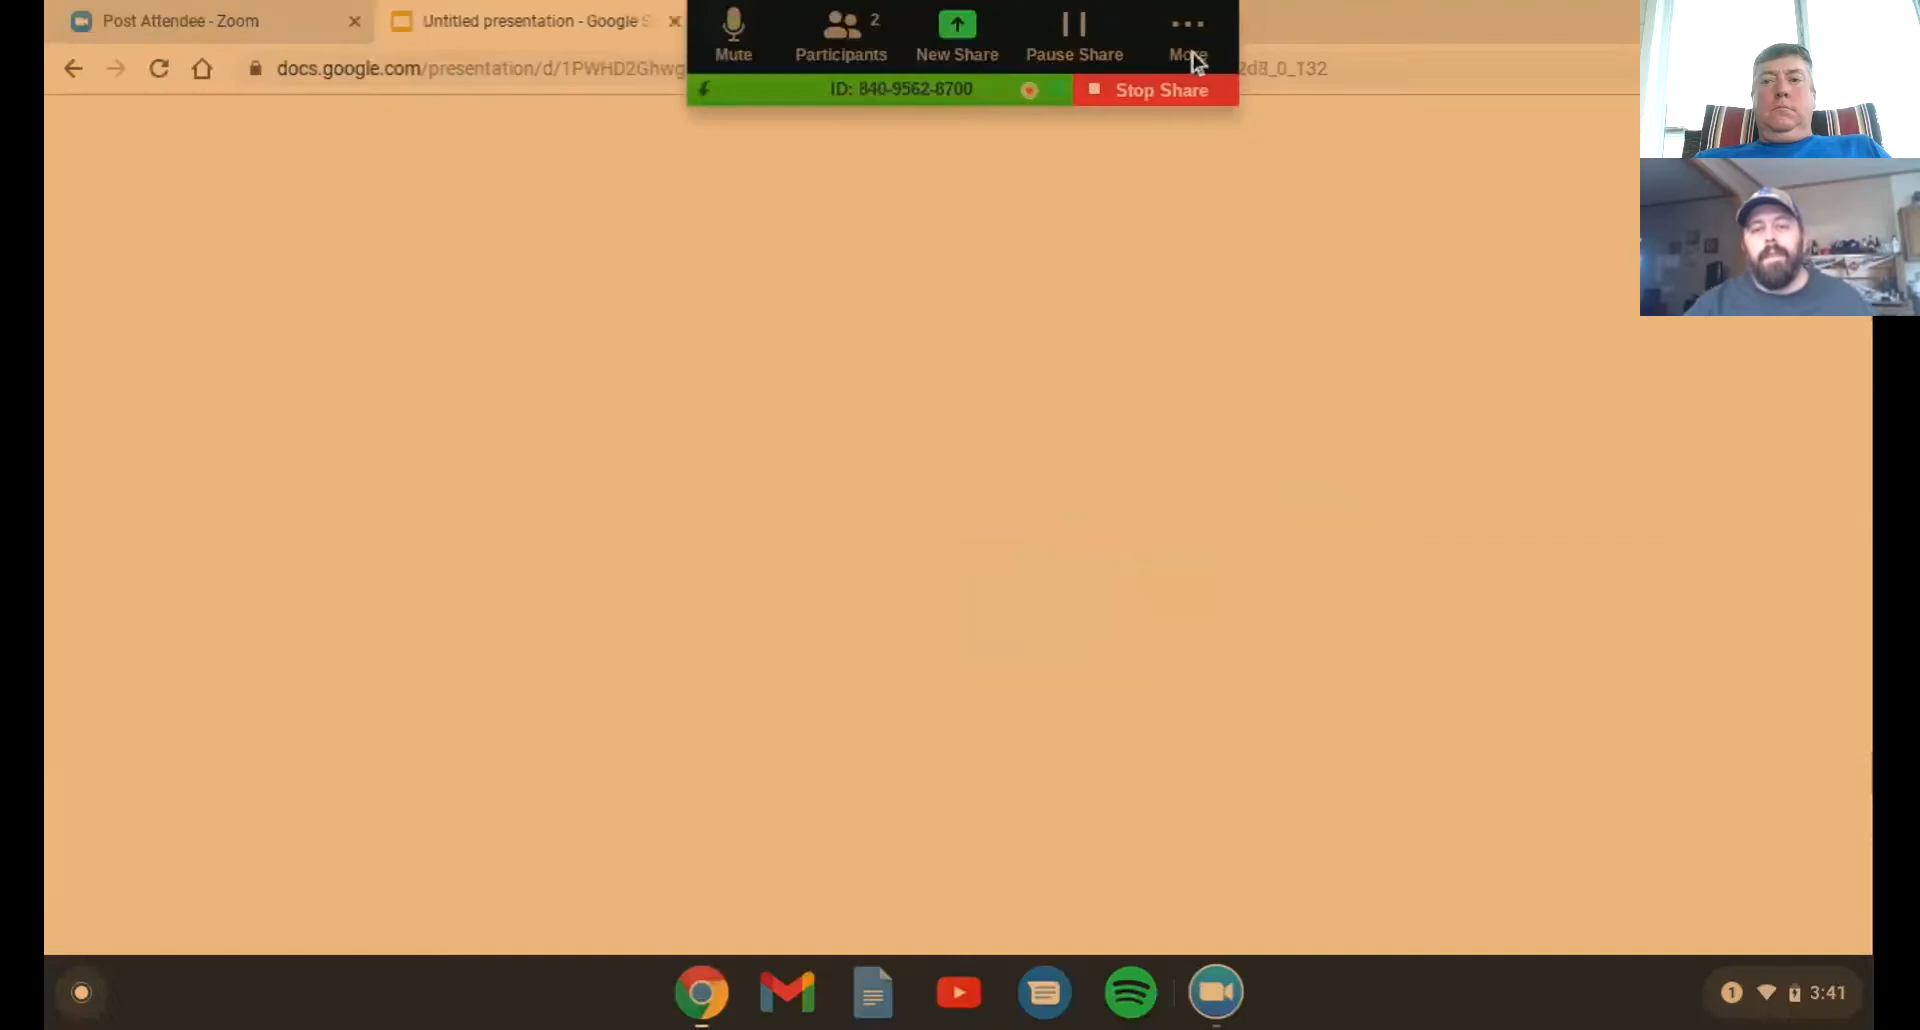 Post Attendee - Zoom
Untitled presentation - Google S
2
Mute
Participants
New Share
Pause Share
More
docs.google.com/presentation/d/1PWHD2Ghwg
2d8_0_132
ID: 840-9562-8700
Stop Share
1
3:41